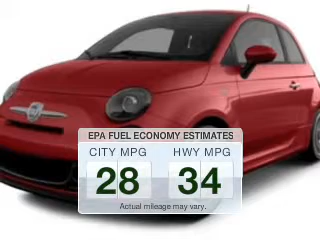 EPA FUEL ECONOMY ESTIMATES
CITY MPG HWY MPG
28 34
Actual mileage may vary.